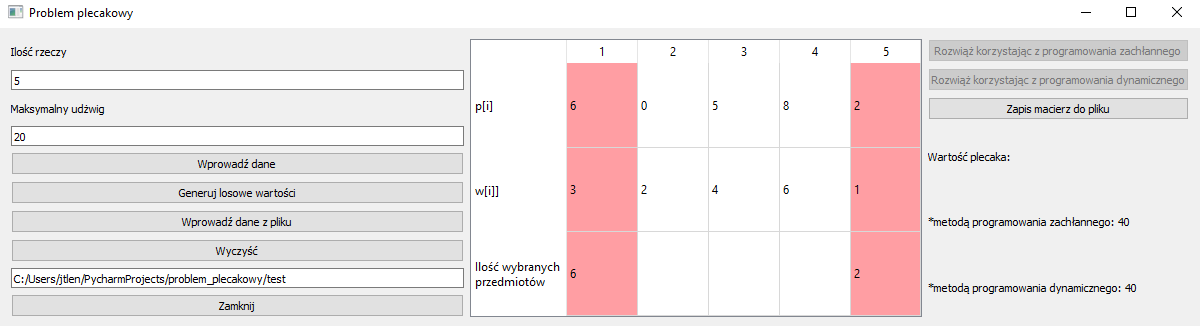 Problem plecakowy
Ilość rzeczy
5
Maksymalny udźwig
20
Wprowadź dane
Generuj losowe wartości
Wprowadź dane z pliku
Wyczyść
C:/Users/jtlen/PycharmProjects/problem_plecakowy/test
Zamknij
1 2 3 4 5
p[i] 6 0 5 8 2
w[i]] 3 2 4 6 1
Ilość wybranych
przedmiotów 6 2
Rozwiąż korzystając z programowania zachłannego
Rozwiąż korzystając z programowania dynamicznego
Zapis macierz do pliku
Wartość plecaka:
*metodą programowania zachłannego: 40
*metodą programowania dynamicznego: 40